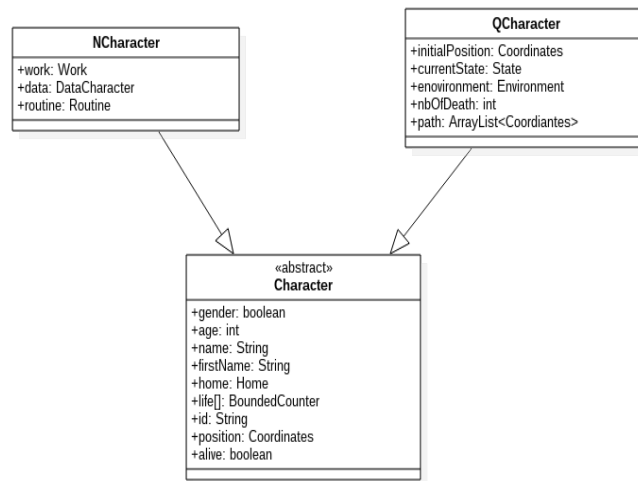 NCharacter
+work: Work
+data: DataCharacter
+routine: Routine
QCharacter
+initialPosition: Coordinates
+currentState: State
+enovironment: Environment
+nbOfDeath: int
+path: ArrayList<Coordiantes>
«abstract»
Character
+gender: boolean
+age: int
+name: String
+firstName: String
+home: Home
+life[]: BoundedCounter
+id: String
+position: Coordinates
+alive: boolean